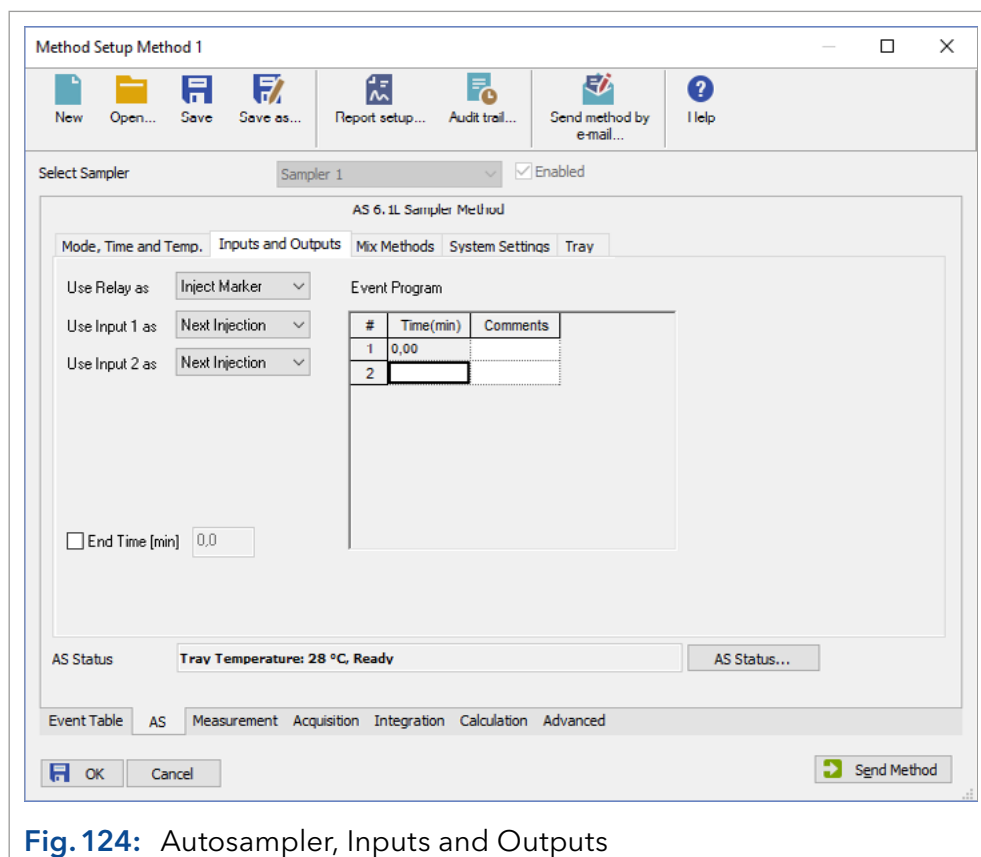 Method Setup Method 1
New Open... Save Save as... Report setup... Audit trail... Send method by e-mail... Help
Select Sampler Sampler 1 Enabled
AS 6.1L Sampler Method
Mode, Time and Temp. Inputs and Outputs Mix Methods System Settings Tray
Use Relay as Inject Marker Event Program
Use Input 1 as Next Injection # Time(min) Comments
1 0,00
Use Input 2 as Next Injection
2
End Time [min] 0,0
AS Status Tray Temperature: 28 °C, Ready AS Status...
Event Table AS Measurement Acquisition Integration Calculation Advanced
OK Cancel Send Method
Fig. 124: Autosampler, Inputs and Outputs